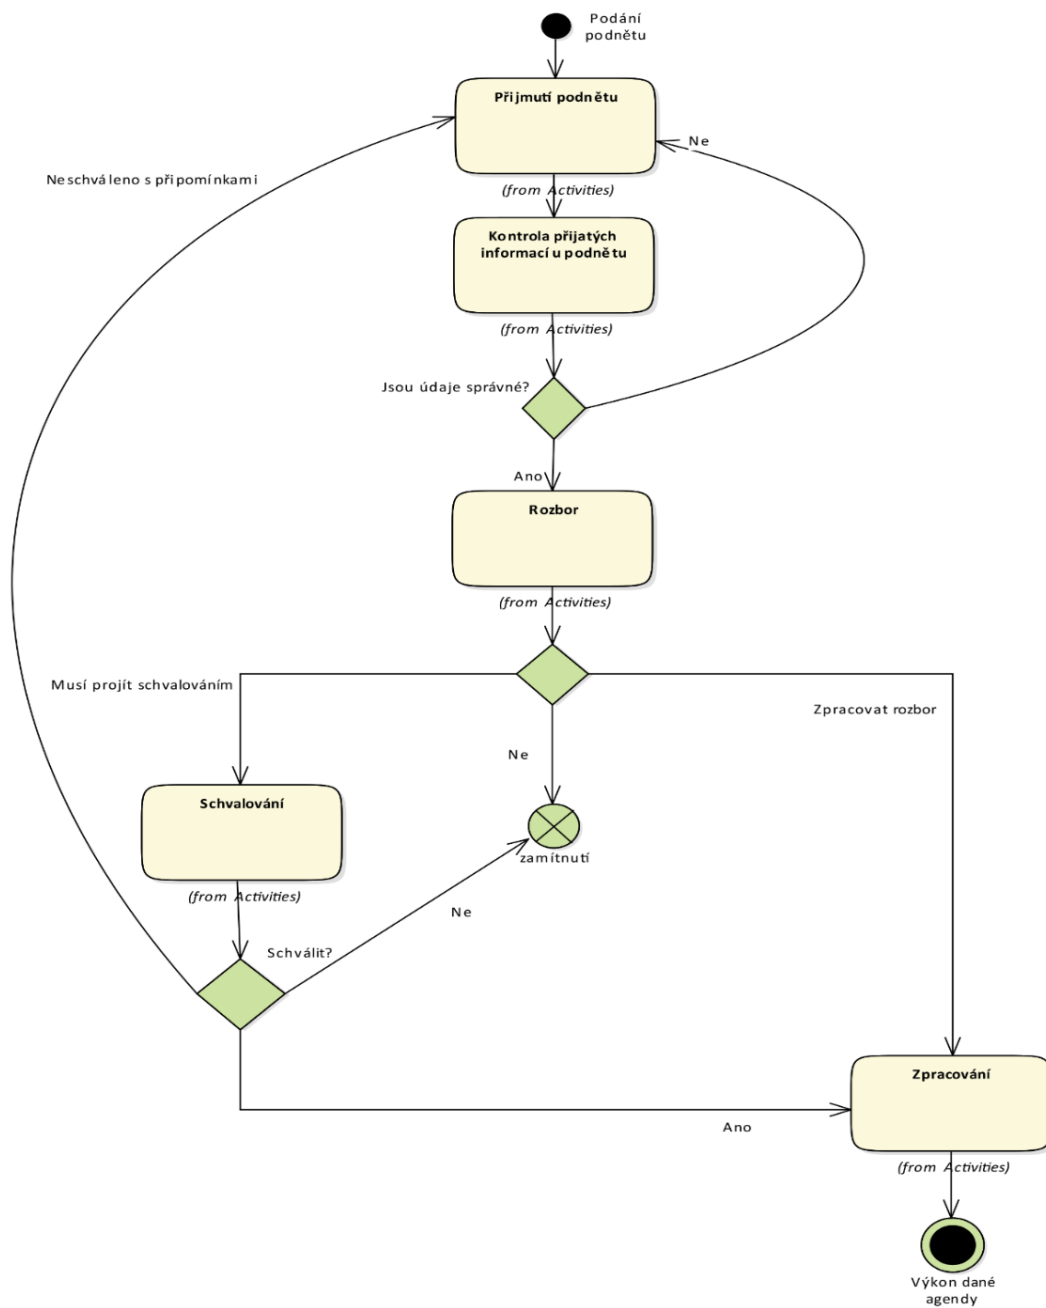 Podání
podnětu
Přijmutí podnětu
Ne
Neschváleno s připomínkami
(from Activities)
Kontrola přijatých
informací u podnětu
(from Activities)
Jsou údaje správné?
Ano
Rozbor
(from Activities)
Musí projít schvalováním
Zpracovat rozbor
Ne
Schvalování
zamítnutí
(from Activities)
Ne
Schválit?
Zpracování
Ano
(from Activities)
Výkon dané
agendy